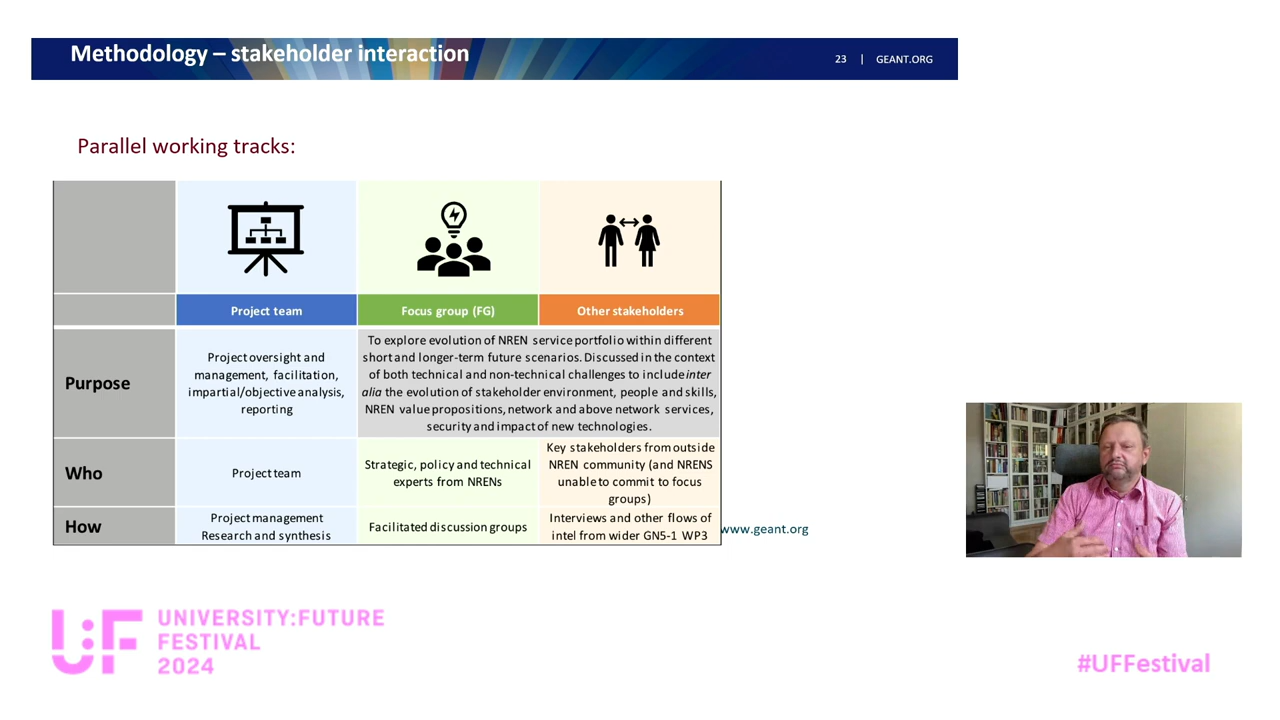 Methodology – stakeholder interaction
23 | GEANT.ORG
Parallel working tracks:
Project team
Focus group (FG)
Other stakeholders
Purpose
Project oversight and
management, facilitation,
impartial/objective analysis,
reporting
To explore evolution of NREN service portfolio within different
short and longer-term future scenarios. Discussed in the context
of both technical and non-technical challenges to include inter
alia the evolution of stakeholder environment, people and skills,
NREN value propositions, network and above network services,
security and impact of new technologies.
Who
Project team
Strategic, policy and technical
experts from NRENs
Key stakeholders from outside
NREN community (and NRENS
unable to commit to focus
groups)
How
Project management
Research and synthesis
Facilitated discussion groups
Interviews and other flows of
intel from wider GN5-1 WP3
www.geant.org
U:F
UNIVERSITY:FUTURE
FESTIVAL
2024
#UFFestival